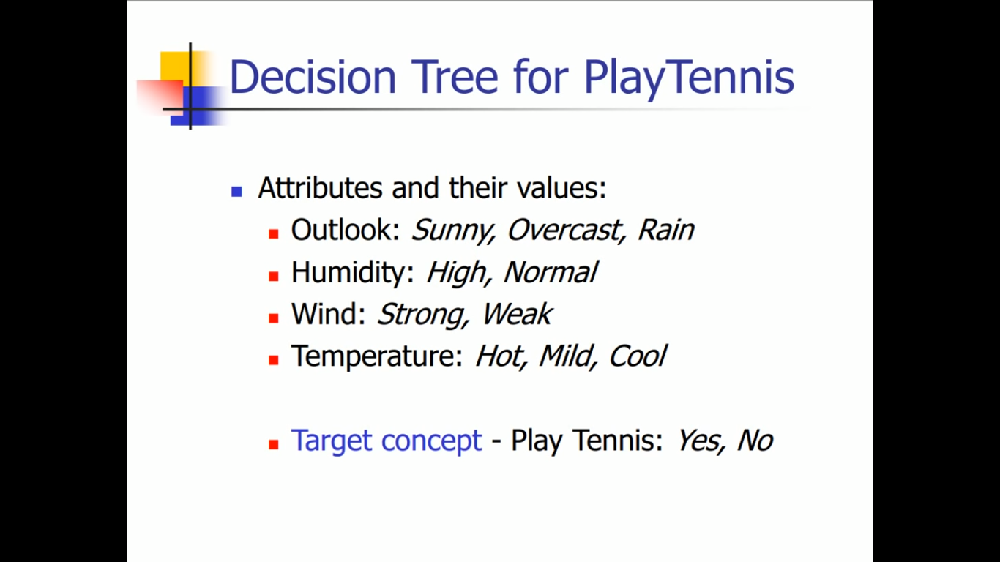 Decision Tree for PlayTennis
Attributes and their values:
Outlook: Sunny, Overcast, Rain
Humidity: High, Normal
Wind: Strong, Weak
Temperature: Hot, Mild, Cool
Target concept - Play Tennis: Yes, No